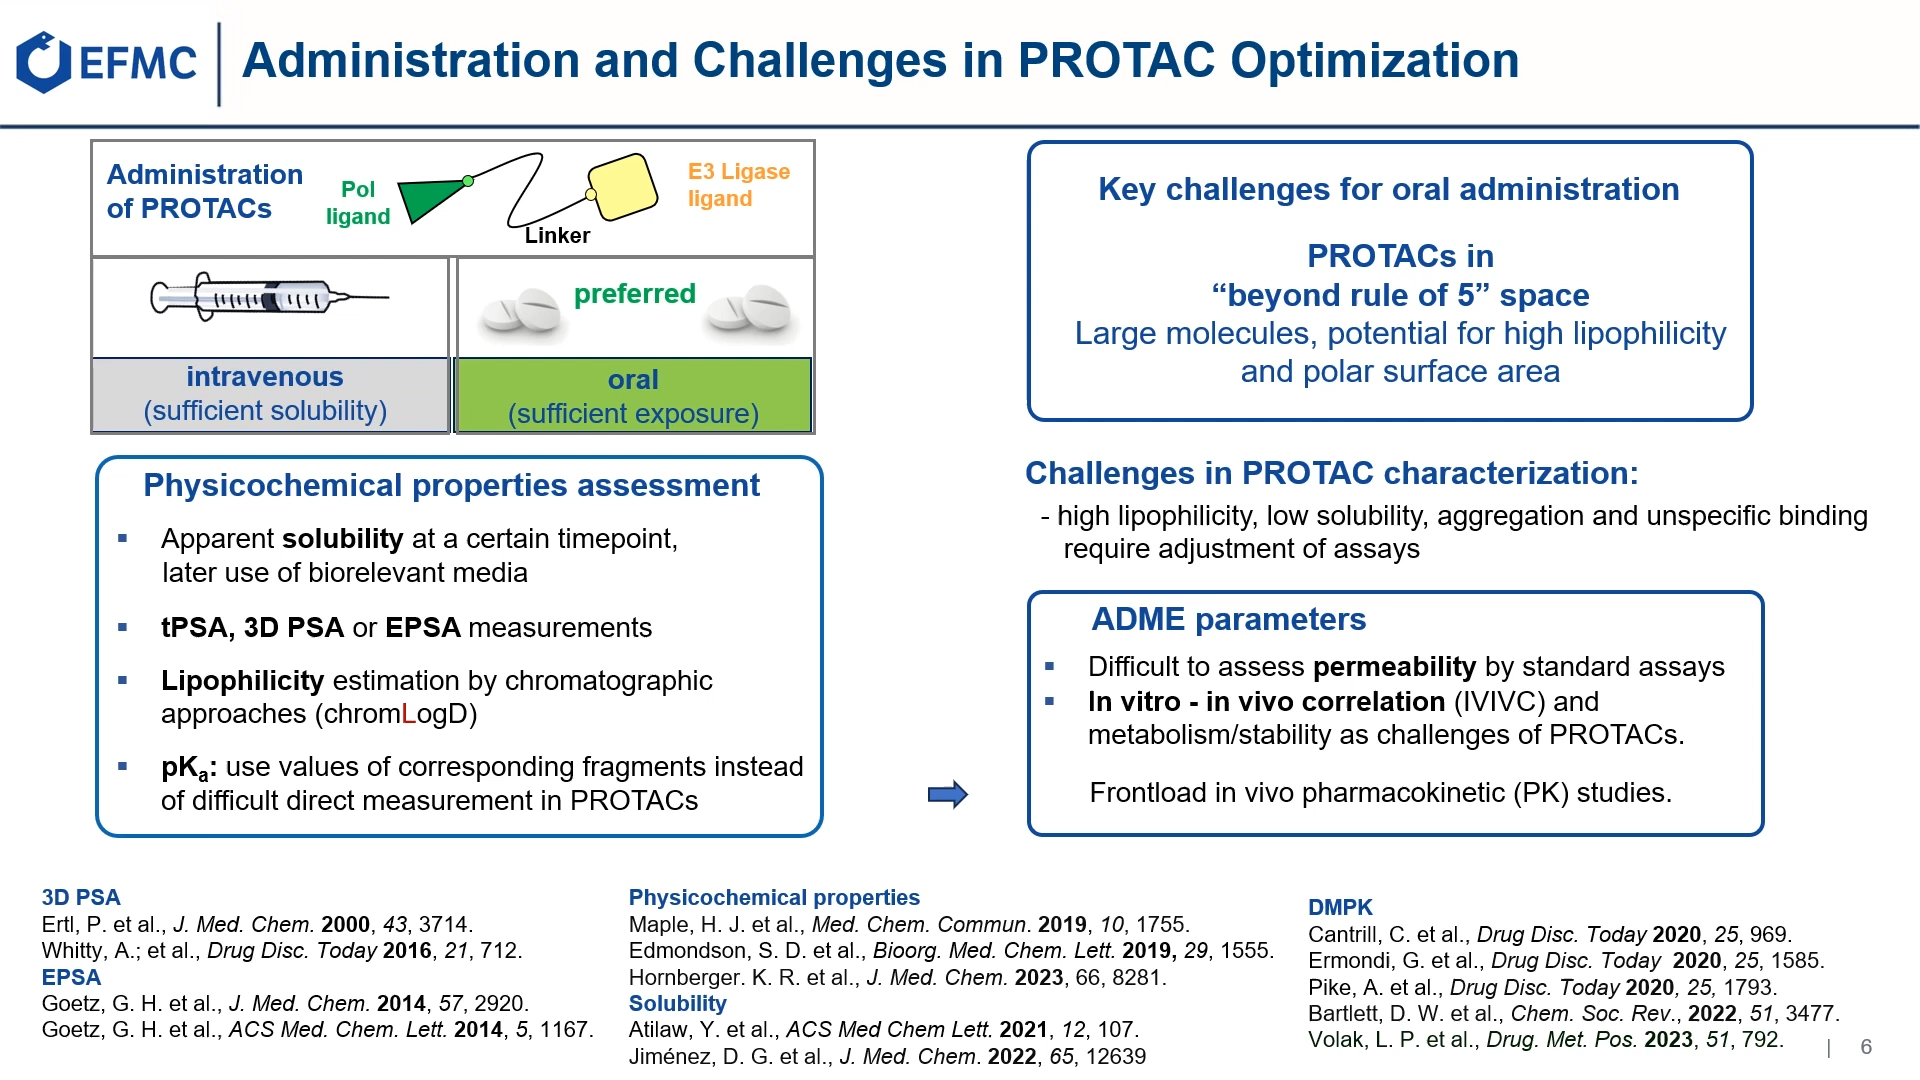 EFMC
Administration and Challenges in PROTAC Optimization
Administration
of PROTACs
PoI
ligand
Linker
E3 Ligase
ligand
preferred
intravenous
(sufficient solubility)
oral
(sufficient exposure)
Key challenges for oral administration
PROTACs in
“beyond rule of 5” space
Large molecules, potential for high lipophilicity
and polar surface area
Physicochemical properties assessment
▪ Apparent solubility at a certain timepoint,
later use of biorelevant media
▪ tPSA, 3D PSA or EPSA measurements
▪ Lipophilicity estimation by chromatographic
approaches (chromLogD)
▪ pKa: use values of corresponding fragments instead
of difficult direct measurement in PROTACs
Challenges in PROTAC characterization:
- high lipophilicity, low solubility, aggregation and unspecific binding
require adjustment of assays
ADME parameters
▪ Difficult to assess permeability by standard assays
▪ In vitro - in vivo correlation (IVIVC) and
metabolism/stability as challenges of PROTACs.
Frontload in vivo pharmacokinetic (PK) studies.
3D PSA
Ertl, P. et al., J. Med. Chem. 2000, 43, 3714.
Whitty, A.; et al., Drug Disc. Today 2016, 21, 712.
EPSA
Goetz, G. H. et al., J. Med. Chem. 2014, 57, 2920.
Goetz, G. H. et al., ACS Med. Chem. Lett. 2014, 5, 1167.
Physicochemical properties
Maple, H. J. et al., Med. Chem. Commun. 2019, 10, 1755.
Edmondson, S. D. et al., Bioorg. Med. Chem. Lett. 2019, 29, 1555.
Hornberger. K. R. et al., J. Med. Chem. 2023, 66, 8281.
Solubility
Atilaw, Y. et al., ACS Med Chem Lett. 2021, 12, 107.
Jiménez, D. G. et al., J. Med. Chem. 2022, 65, 12639
DMPK
Cantrill, C. et al., Drug Disc. Today 2020, 25, 969.
Ermondi, G. et al., Drug Disc. Today 2020, 25, 1585.
Pike, A. et al., Drug Disc. Today 2020, 25, 1793.
Bartlett, D. W. et al., Chem. Soc. Rev., 2022, 51, 3477.
Volak, L. P. et al., Drug. Met. Pos. 2023, 51, 792.
| 6